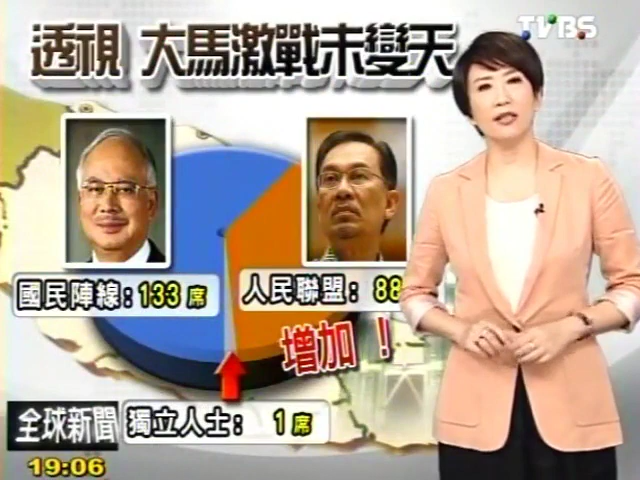 TVBS
透視 大馬激戰未變天
國民陣線:133席
人民聯盟:88
增加!
獨立人士: 1席
全球新聞
19:06